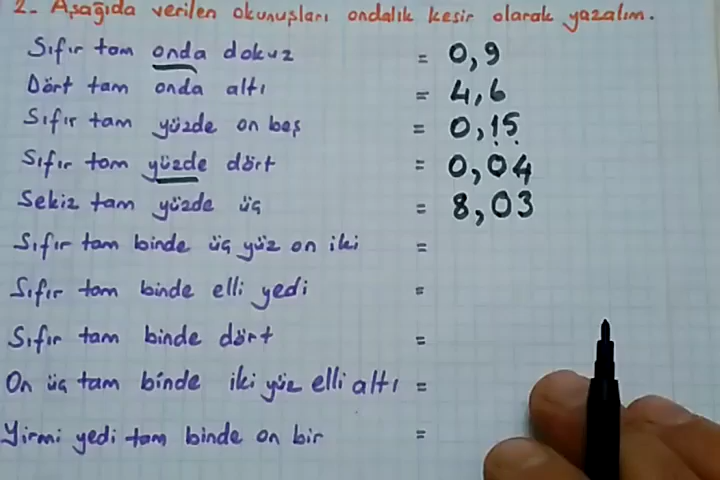 2- Aşağıda verilen okunuşları ondalık kesir olarak yazalım.
Sıfır tam onda dokuz = 0,9
Dört tam onda altı = 4,6
Sıfır tam yüzde on beş = 0,15
Sıfır tam yüzde dört = 0,04
Sekiz tam yüzde üç = 8,03
Sıfır tam binde üç yüz on iki =
Sıfır tam binde elli yedi =
Sıfır tam binde dört =
On üç tam binde iki yüz elli altı =
Yirmi yedi tam binde on bir =